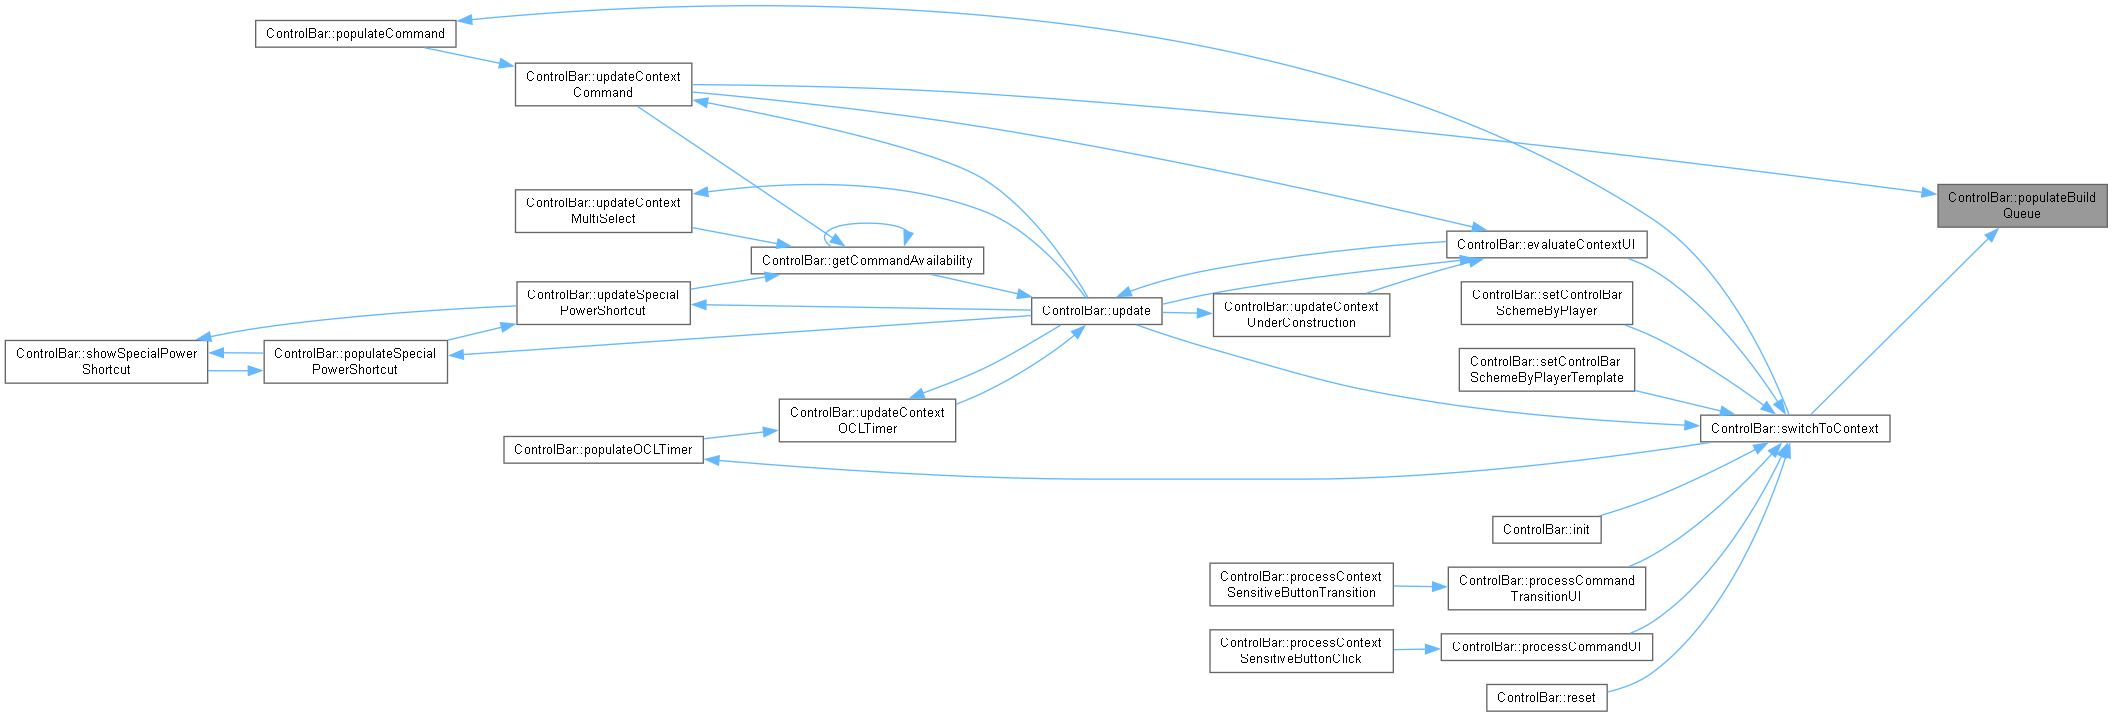 ControlBar::populateCommand
ControlBar::updateContext
Command
ControlBar::populateBuild
Queue
ControlBar::updateContext
MultiSelect
ControlBar::evaluateContextUI
ControlBar::getCommandAvailability
ControlBar::updateSpecial
PowerShortcut
ControlBar::setControlBar
SchemeByPlayer
ControlBar::update
ControlBar::updateContext
UnderConstruction
ControlBar::showSpecialPower
Shortcut
ControlBar::populateSpecial
PowerShortcut
ControlBar::setControlBar
SchemeByPlayerTemplate
ControlBar::updateContext
OCLTimer
ControlBar::switchToContext
ControlBar::populateOCLTimer
ControlBar::init
ControlBar::processContext
SensitiveButtonTransition
ControlBar::processCommand
TransitionUI
ControlBar::processContext
SensitiveButtonClick
ControlBar::processCommandUI
ControlBar::reset